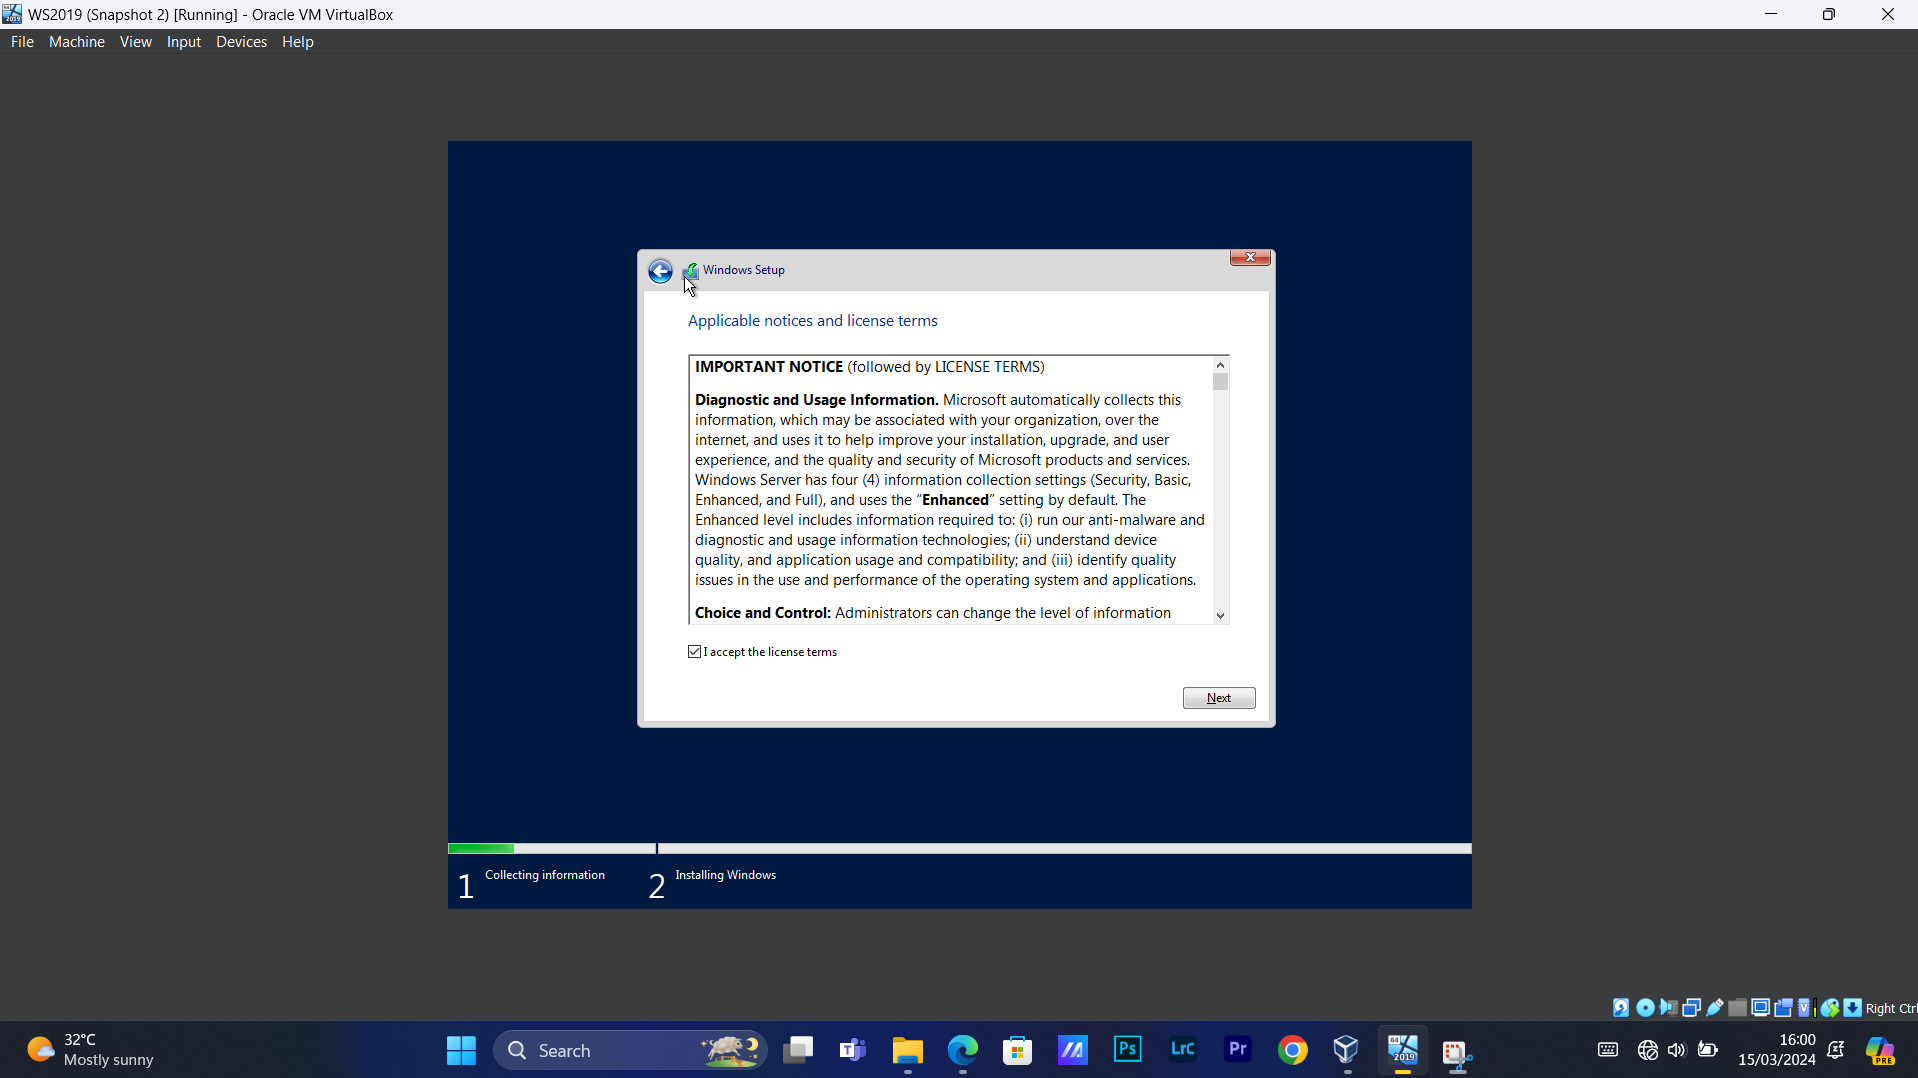 WS2019 (Snapshot 2) [Running] - Oracle VM VirtualBox
File Machine View Input Devices Help
Windows Setup
Applicable notices and license terms
IMPORTANT NOTICE (followed by LICENSE TERMS)
Diagnostic and Usage Information. Microsoft automatically collects this
information, which may be associated with your organization, over the
internet, and uses it to help improve your installation, upgrade, and user
experience, and the quality and security of Microsoft products and services.
Windows Server has four (4) information collection settings (Security, Basic,
Enhanced, and Full), and uses the “Enhanced” setting by default. The
Enhanced level includes information required to: (i) run our anti-malware and
diagnostic and usage information technologies; (ii) understand device
quality, and application usage and compatibility; and (iii) identify quality
issues in the use and performance of the operating system and applications.
Choice and Control: Administrators can change the level of information
I accept the license terms
Next
1 Collecting information 2 Installing Windows
Right Ctrl
32°C
Mostly sunny
Search
Ps LrC Pr
64 2019
16:00
15/03/2024
PRE